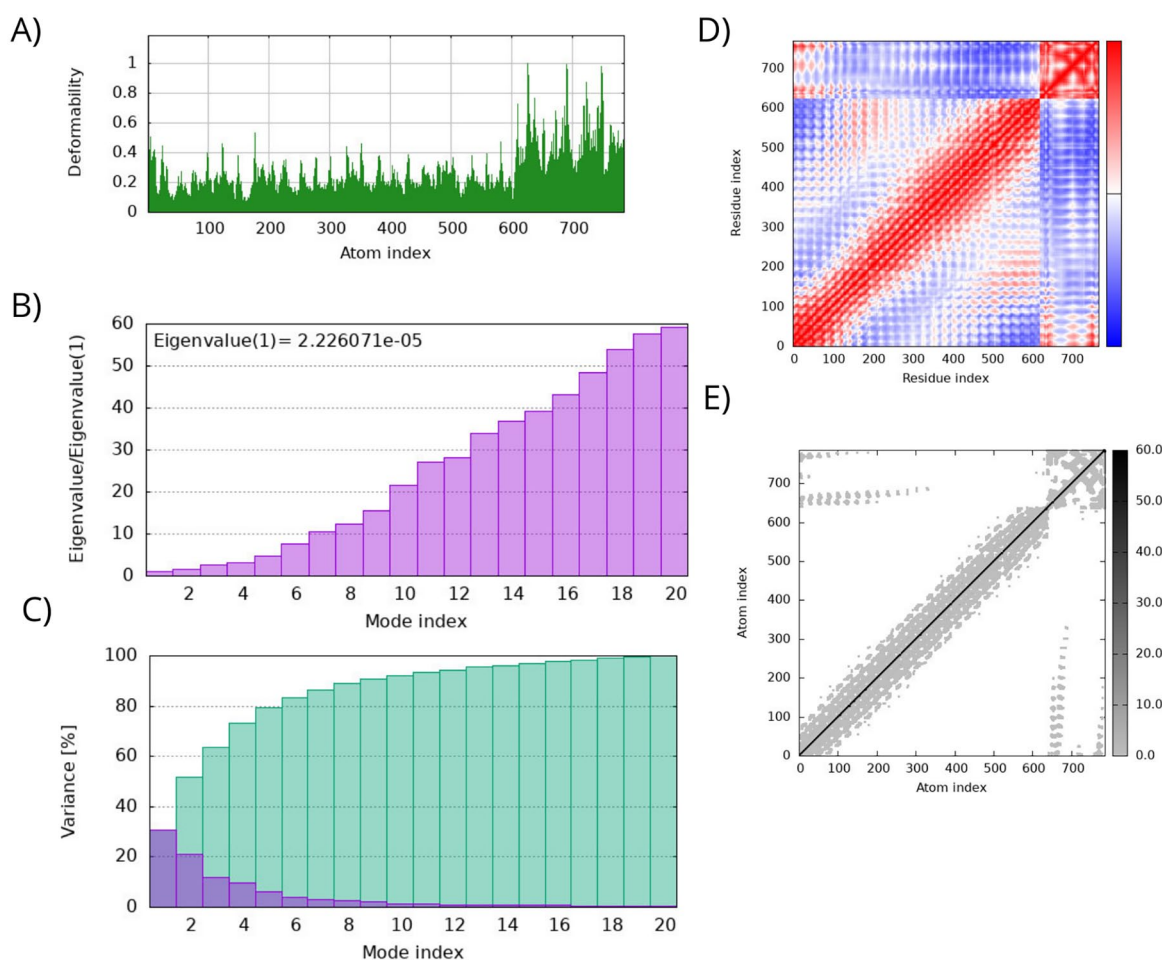 A)
Deformability
1
0.8
0.6
0.4
0.2
0
100 200 300 400 500 600 700
Atom index
B)
Eigenvalue/Eigenvalue(1)
Eigenvalue(1)= 2.226071e-05
60
50
40
30
20
10
0
2 4 6 8 10 12 14 16 18 20
Mode index
C)
Variance [%]
100
80
60
40
20
0
2 4 6 8 10 12 14 16 18 20
Mode index
D)
Residue index
700
600
500
400
300
200
100
0
0 100 200 300 400 500 600 700
Residue index
E)
Atom index
700
600
500
400
300
200
100
0
0 100 200 300 400 500 600 700
Atom index
60.0
50.0
40.0
30.0
20.0
10.0
0.0